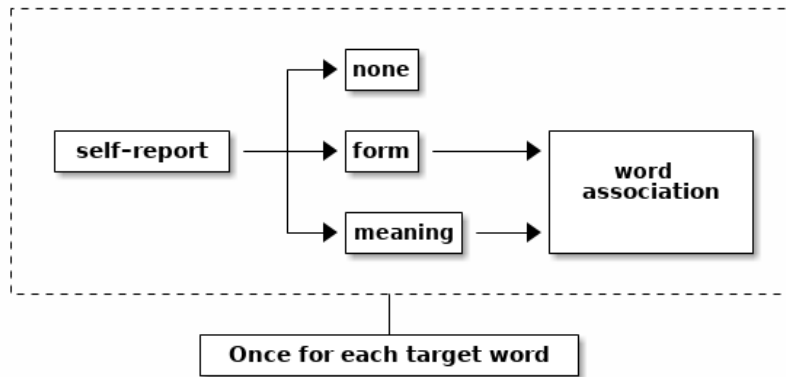 none
self-report
form
word
association
meaning
Once for each target word